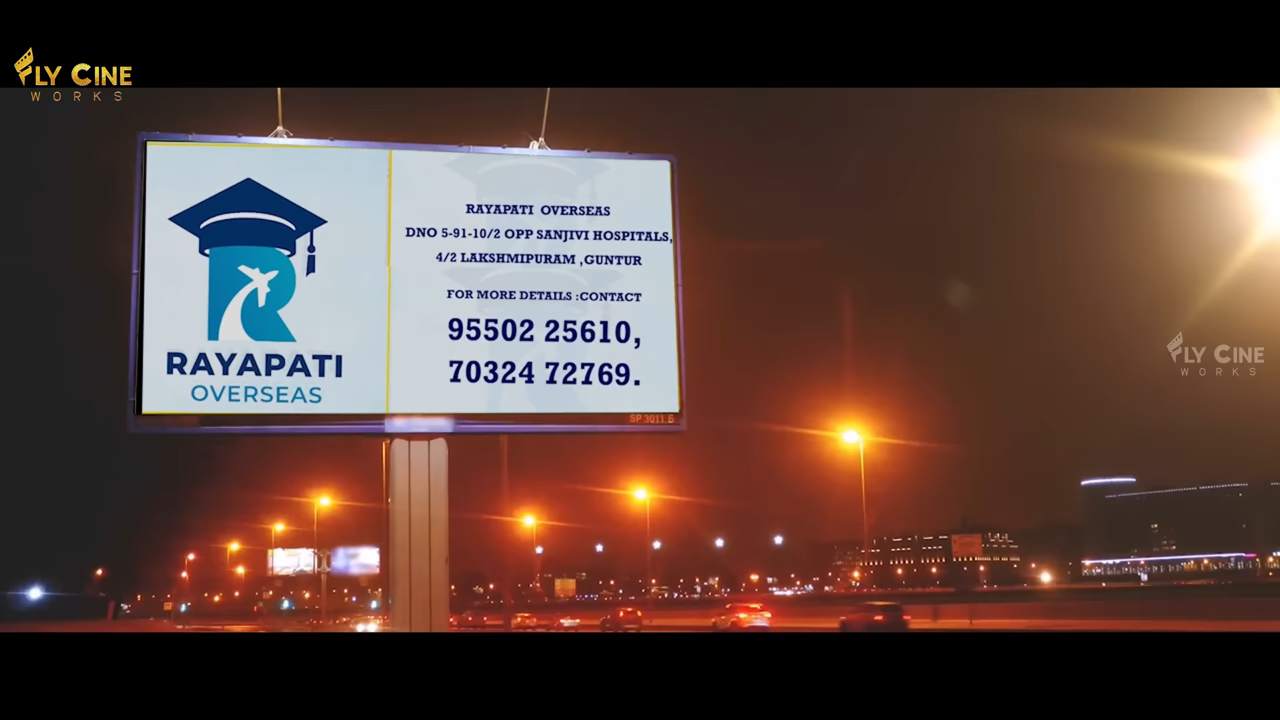 FLY CINE
WORKS
RAYAPATI
OVERSEAS
RAYAPATI OVERSEAS
DNO 5-91-10/2 OPP SANJIVI HOSPITALS,
4/2 LAKSHMIPURAM ,GUNTUR
FOR MORE DETAILS :CONTACT
95502 25610,
70324 72769.
SP 3011 Б
FLY CINE
WORKS